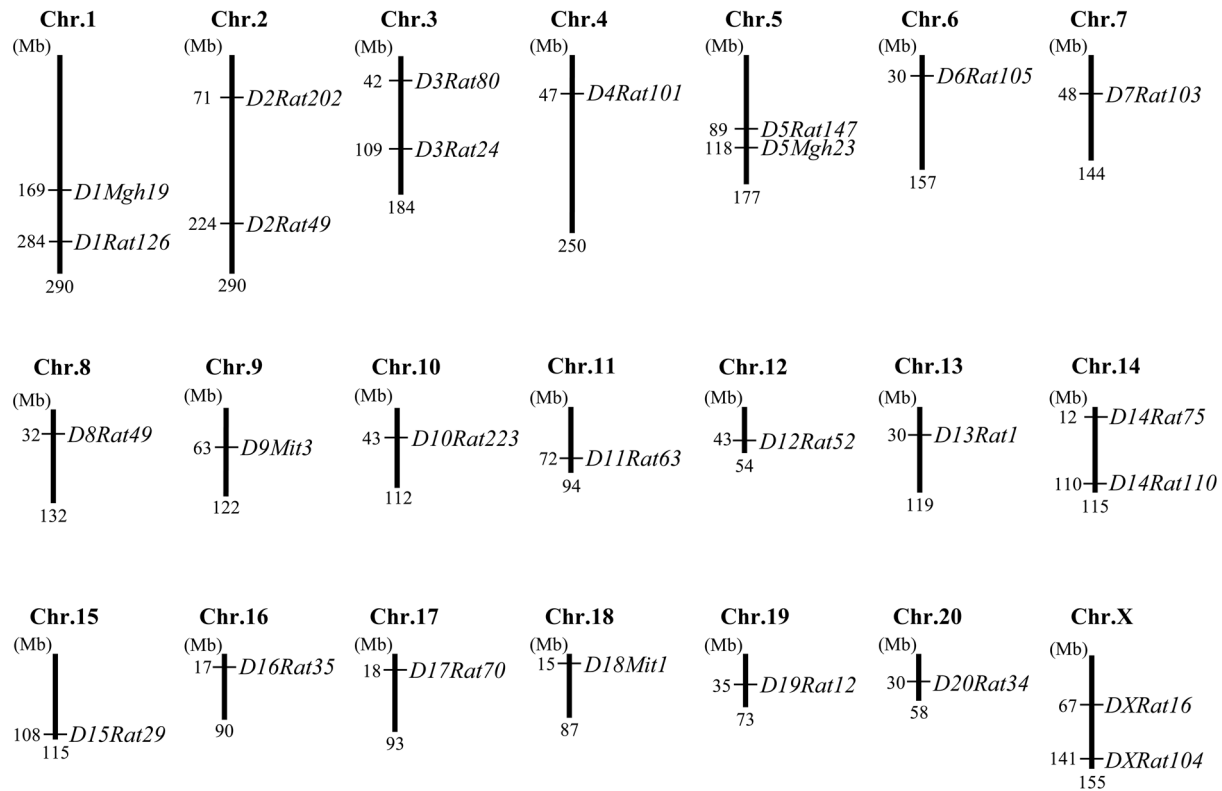 Chr.1 Chr.2 Chr.3 Chr.4 Chr.5 Chr.6 Chr.7
(Mb) (Mb) (Mb) (Mb) (Mb) (Mb) (Mb)
30 D6Rat105
42 D3Rat80
71 D2Rat202 47 D4Rat101 48 D7Rat103
89 D5Rat147
109 D3Rat24 118 D5Mgh23
157 144
169 D1Mgh19 177
184
224 D2Rat49
284 D1Rat126 250
290 290
Chr.8 Chr.9 Chr.10 Chr.11 Chr.12 Chr.13 Chr.14
(Mb) (Mb) (Mb) (Mb) (Mb) (Mb) (Mb)
12 D14Rat75
32 D8Rat49 63 D9Mit3 43 D10Rat223 72 D11Rat63 43 D12Rat52 30 D13Rat1
54
94 110 D14Rat110
132 122 112 119 115
Chr.15 Chr.16 Chr.17 Chr.18 Chr.19 Chr.20 Chr.X
(Mb) (Mb) (Mb) (Mb) (Mb) (Mb) (Mb)
17 D16Rat35 18 D17Rat70 15 D18Mit1
35 D19Rat12 30 D20Rat34
67 DXRat16
73 58
108 D15Rat29 90 93 87
115 141 DXRat104
155